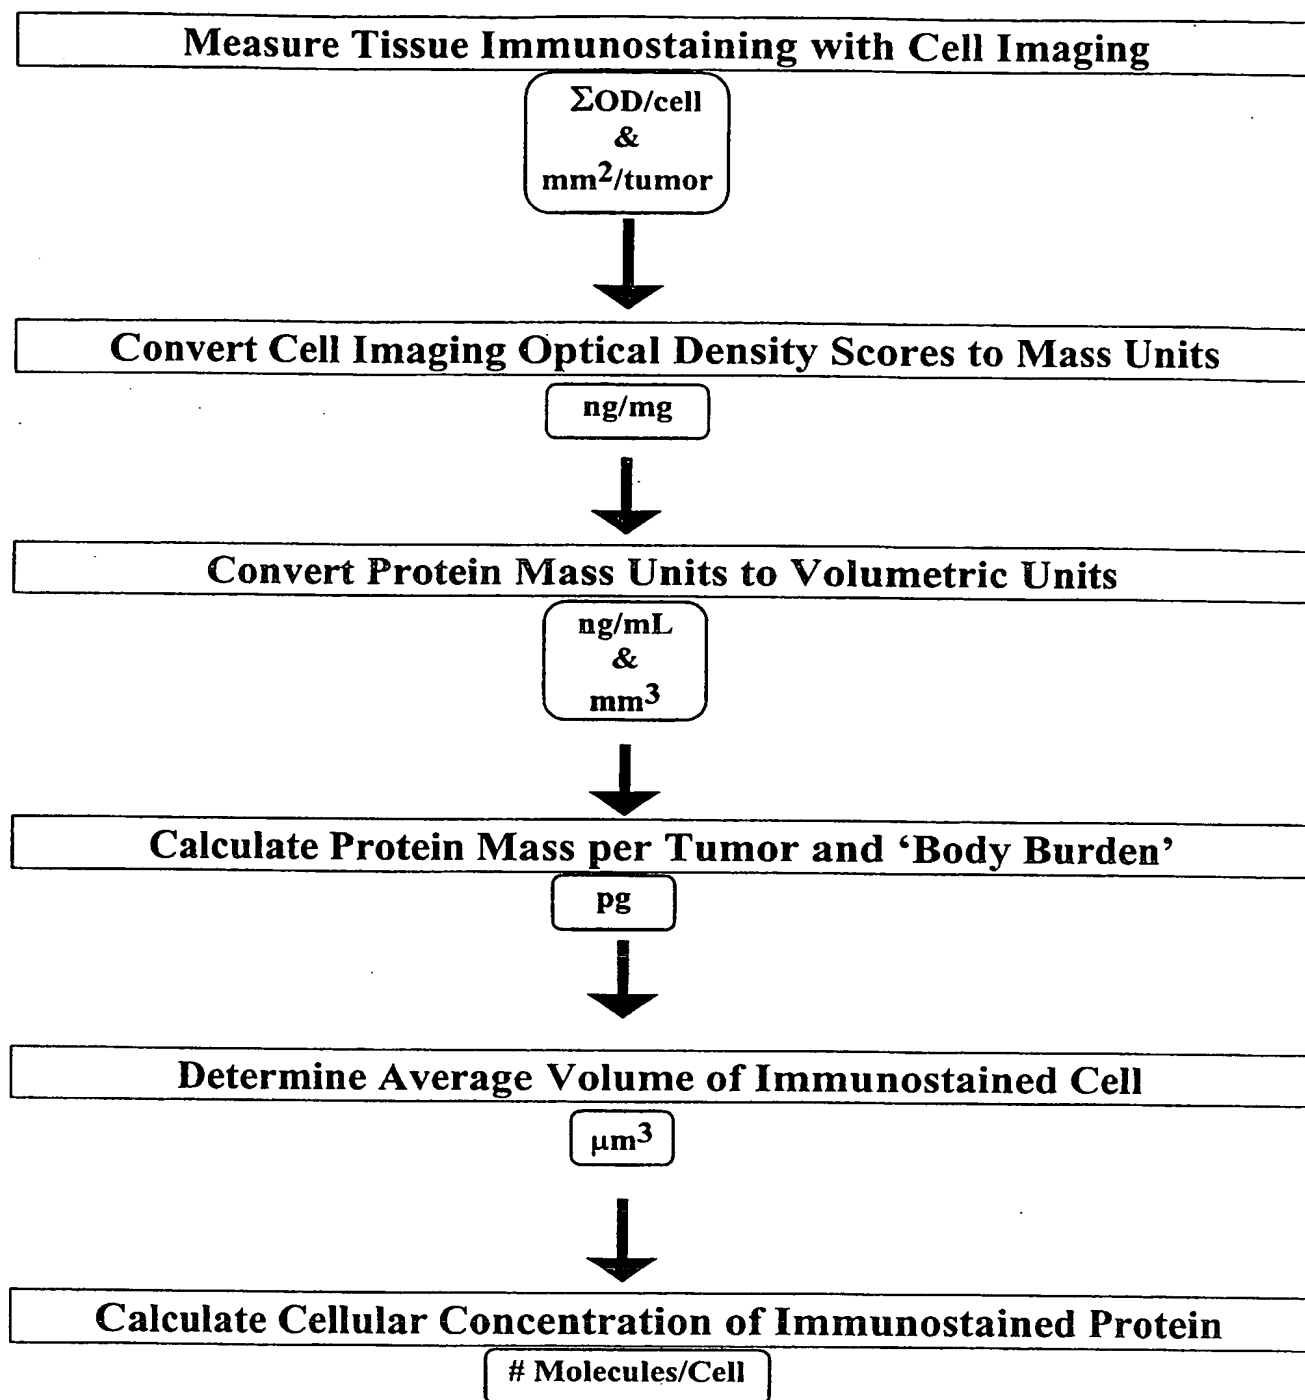 Measure Tissue Immunostaining with Cell Imaging
ΣOD/cell
&
mm²/tumor
Convert Cell Imaging Optical Density Scores to Mass Units
ng/mg
Convert Protein Mass Units to Volumetric Units
ng/mL
&
mm³
Calculate Protein Mass per Tumor and ‘Body Burden’
pg
Determine Average Volume of Immunostained Cell
μm³
Calculate Cellular Concentration of Immunostained Protein
# Molecules/Cell